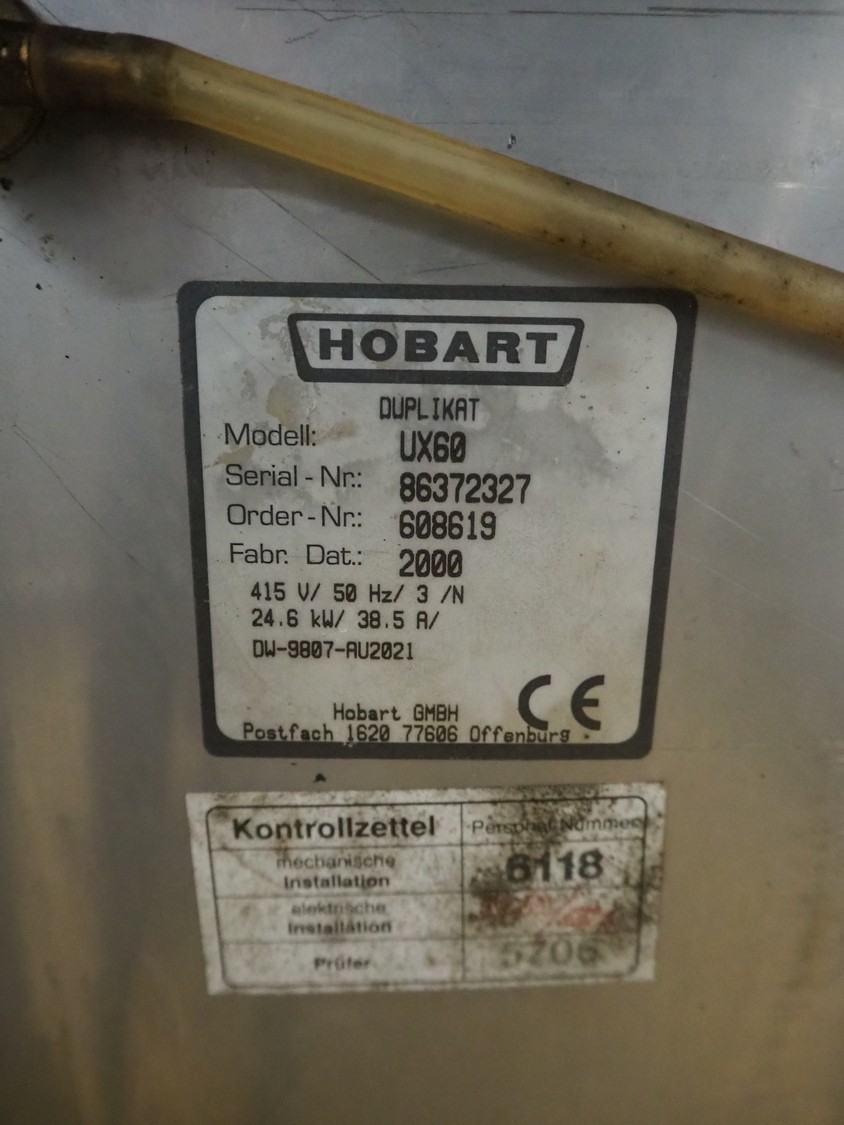 HOBART
DUPLIKAT
Modell: UX60
Serial-Nr.: 86372327
Order-Nr.: 608619
Fabr. Dat.: 2000
415 V/ 50 Hz/ 3 /N
24.6 kW/ 38.5 A/
DW-9807-AU2021
CE
Hobart GMBH
Postfach 1620 77606 Offenburg
Kontrollzettel Personal-Nummer
mechanische
Installation 6118
elektrische
Installation
Prüfer 5206